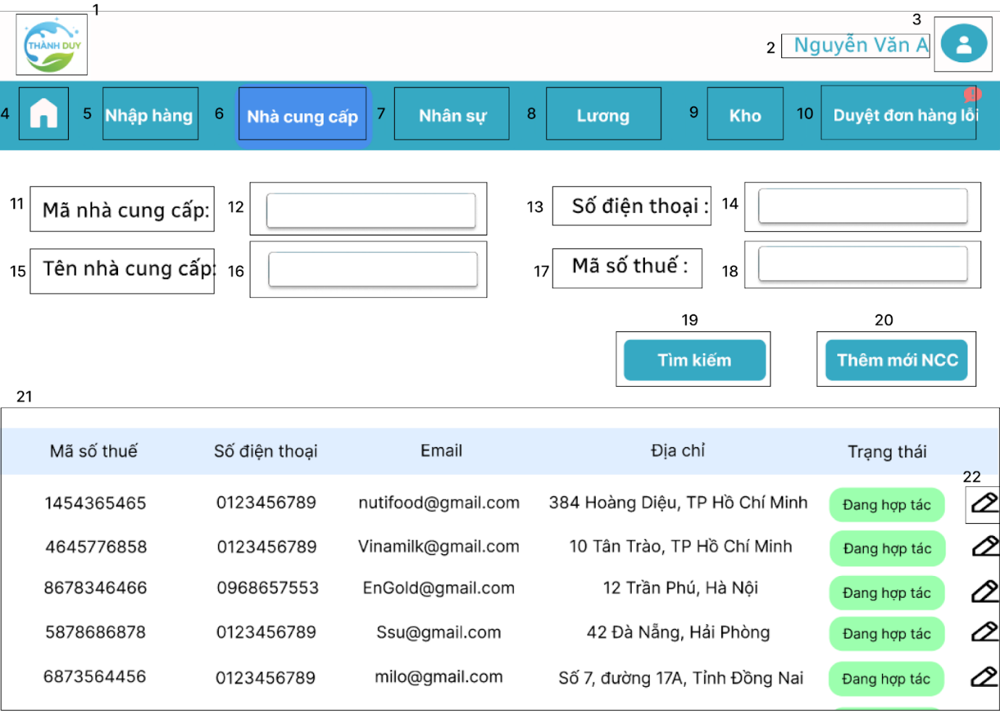 1
THÀNH DUY
2 Nguyễn Văn A
3
4
5 Nhập hàng
6 Nhà cung cấp
7 Nhân sự
8 Lương
9 Kho
10 Duyệt đơn hàng lỗi
!
11 Mã nhà cung cấp:
12
13 Số điện thoại :
14
15 Tên nhà cung cấp:
16
17 Mã số thuế :
18
19
Tìm kiếm
20
Thêm mới NCC
21
Mã số thuế Số điện thoại Email Địa chỉ Trạng thái
22
1454365465 0123456789 nutifood@gmail.com 384 Hoàng Diệu, TP Hồ Chí Minh Đang hợp tác
4645776858 0123456789 Vinamilk@gmail.com 10 Tân Trào, TP Hồ Chí Minh Đang hợp tác
8678346466 0968657553 EnGold@gmail.com 12 Trần Phú, Hà Nội Đang hợp tác
5878686878 0123456789 Ssu@gmail.com 42 Đà Nẵng, Hải Phòng Đang hợp tác
6873564456 0123456789 milo@gmail.com Số 7, đường 17A, Tỉnh Đồng Nai Đang hợp tác